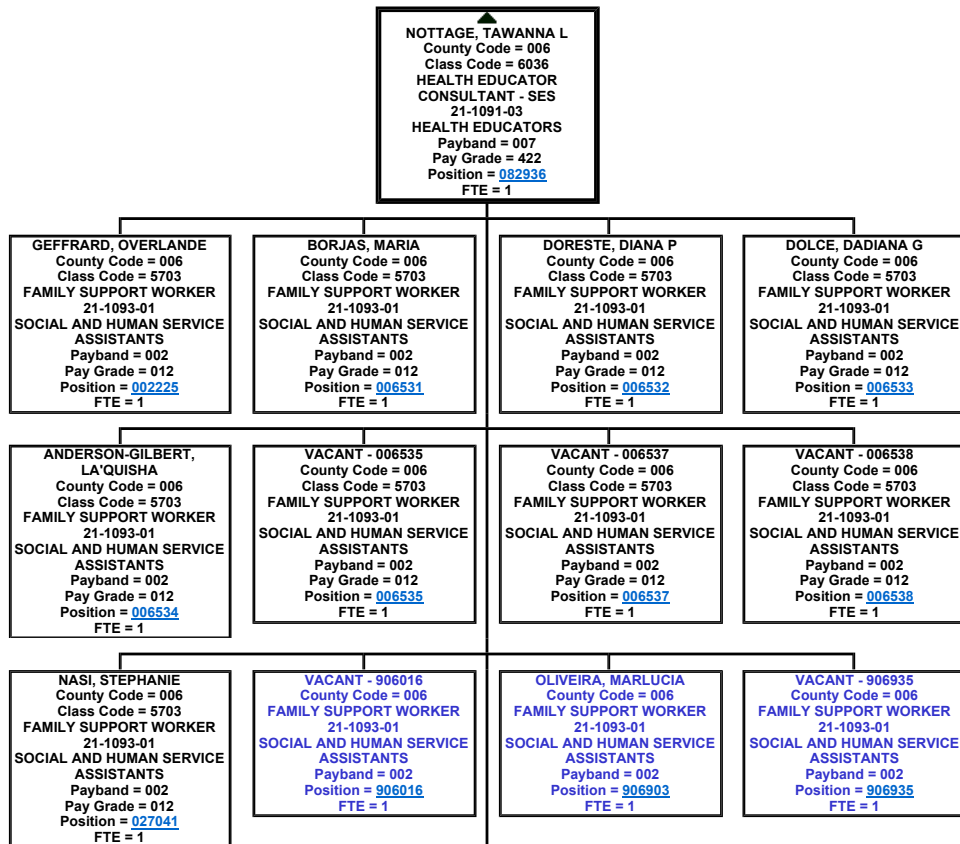 NOTTAGE, TAWANNA L
County Code = 006
Class Code = 6036
HEALTH EDUCATOR
CONSULTANT - SES
21-1091-03
HEALTH EDUCATORS
Payband = 007
Pay Grade = 422
Position = 082936
FTE = 1
GEFFRARD, OVERLANDE
County Code = 006
Class Code = 5703
FAMILY SUPPORT WORKER
21-1093-01
SOCIAL AND HUMAN SERVICE
ASSISTANTS
Payband = 002
Pay Grade = 012
Position = 002225
FTE = 1
BORJAS, MARIA
County Code = 006
Class Code = 5703
FAMILY SUPPORT WORKER
21-1093-01
SOCIAL AND HUMAN SERVICE
ASSISTANTS
Payband = 002
Pay Grade = 012
Position = 006531
FTE = 1
DORESTE, DIANA P
County Code = 006
Class Code = 5703
FAMILY SUPPORT WORKER
21-1093-01
SOCIAL AND HUMAN SERVICE
ASSISTANTS
Payband = 002
Pay Grade = 012
Position = 006532
FTE = 1
DOLCE, DADIANA G
County Code = 006
Class Code = 5703
FAMILY SUPPORT WORKER
21-1093-01
SOCIAL AND HUMAN SERVICE
ASSISTANTS
Payband = 002
Pay Grade = 012
Position = 006533
FTE = 1
ANDERSON-GILBERT,
LA'QUISHA
County Code = 006
Class Code = 5703
FAMILY SUPPORT WORKER
21-1093-01
SOCIAL AND HUMAN SERVICE
ASSISTANTS
Payband = 002
Pay Grade = 012
Position = 006534
FTE = 1
VACANT - 006535
County Code = 006
Class Code = 5703
FAMILY SUPPORT WORKER
21-1093-01
SOCIAL AND HUMAN SERVICE
ASSISTANTS
Payband = 002
Pay Grade = 012
Position = 006535
FTE = 1
VACANT - 006537
County Code = 006
Class Code = 5703
FAMILY SUPPORT WORKER
21-1093-01
SOCIAL AND HUMAN SERVICE
ASSISTANTS
Payband = 002
Pay Grade = 012
Position = 006537
FTE = 1
VACANT - 006538
County Code = 006
Class Code = 5703
FAMILY SUPPORT WORKER
21-1093-01
SOCIAL AND HUMAN SERVICE
ASSISTANTS
Payband = 002
Pay Grade = 012
Position = 006538
FTE = 1
NASI, STEPHANIE
County Code = 006
Class Code = 5703
FAMILY SUPPORT WORKER
21-1093-01
SOCIAL AND HUMAN SERVICE
ASSISTANTS
Payband = 002
Pay Grade = 012
Position = 027041
FTE = 1
VACANT - 906016
County Code = 006
FAMILY SUPPORT WORKER
21-1093-01
SOCIAL AND HUMAN SERVICE
ASSISTANTS
Payband = 002
Position = 906016
FTE = 1
OLIVEIRA, MARLUCIA
County Code = 006
FAMILY SUPPORT WORKER
21-1093-01
SOCIAL AND HUMAN SERVICE
ASSISTANTS
Payband = 002
Position = 906903
FTE = 1
VACANT - 906935
County Code = 006
FAMILY SUPPORT WORKER
21-1093-01
SOCIAL AND HUMAN SERVICE
ASSISTANTS
Payband = 002
Position = 906935
FTE = 1